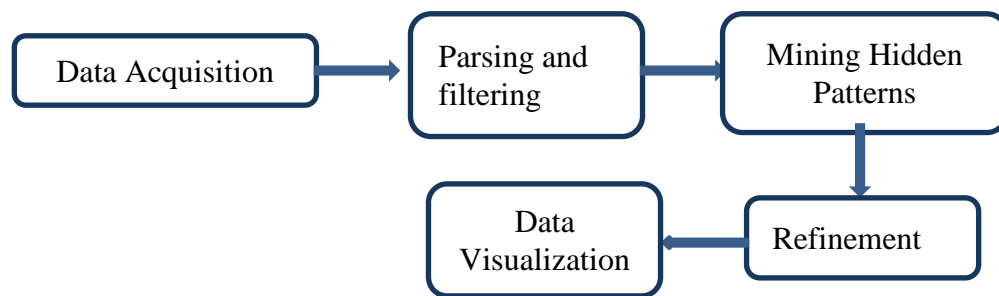 Data Acquisition
Parsing and
filtering
Mining Hidden
Patterns
Refinement
Data
Visualization